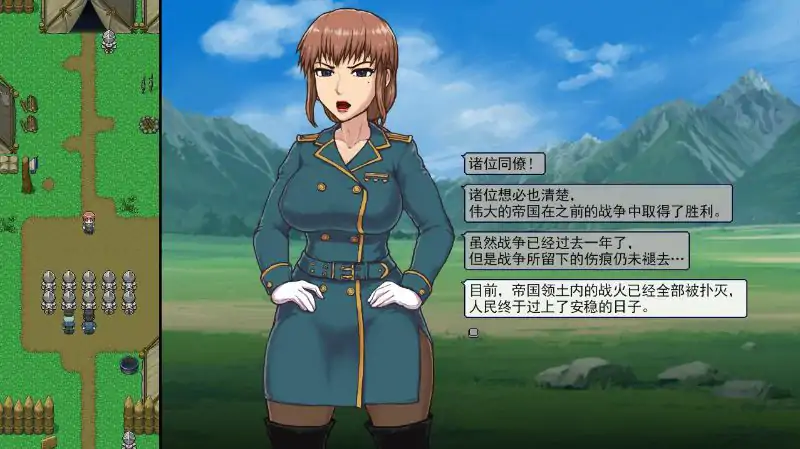 诸位同僚！
诸位想必也清楚，
伟大的帝国在之前的战争中取得了胜利。
虽然战争已经过去一年了，
但是战争所留下的伤痕仍未褪去…
目前，帝国领土内的战火已经全部被扑灭，
人民终于过上了安稳的日子。